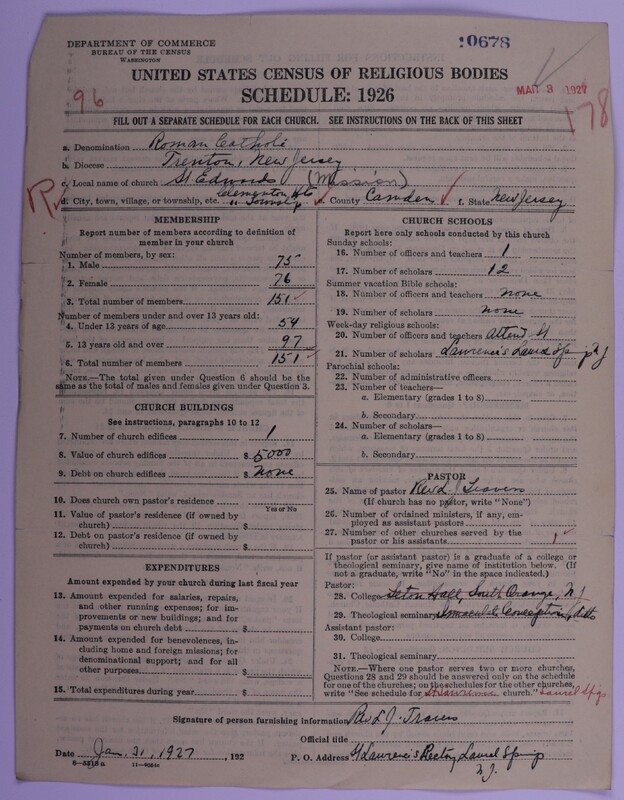 DEPARTMENT OF COMMERCE
BUREAU OF THE CENSUS
WASHINGTON
10678
UNITED STATES CENSUS OF RELIGIOUS BODIES
SCHEDULE: 1926
MAR 3 1927
96
178
FILL OUT A SEPARATE SCHEDULE FOR EACH CHURCH. SEE INSTRUCTIONS ON THE BACK OF THIS SHEET
a. Denomination Roman Catholic
b. Diocese Trenton, New Jersey
c. Local name of church St Edwards (Mission)
R
d. City, town, village, or township, etc. Clementon Hts " Township e. County Camden f. State New Jersey
MEMBERSHIP
Report number of members according to definition of
member in your church
Number of members, by sex:
1. Male 75
2. Female 76
3. Total number of members 151
Number of members under and over 13 years old:
4. Under 13 years of age 54
5. 13 years old and over 97
6. Total number of members 151
NOTE.—The total given under Question 6 should be the
same as the total of males and females given under Question 3.
CHURCH BUILDINGS
See instructions, paragraphs 10 to 12
7. Number of church edifices 1
8. Value of church edifices $ 5000
9. Debt on church edifices $ None
10. Does church own pastor's residence
Yes or No
11. Value of pastor's residence (if owned by
church) $
12. Debt on pastor's residence (if owned by
church) $
EXPENDITURES
Amount expended by your church during last fiscal year
13. Amount expended for salaries, repairs,
and other running expenses; for im-
provements or new buildings; and for
payments on church debt $
14. Amount expended for benevolences, in-
cluding home and foreign missions; for
denominational support; and for all
other purposes $
15. Total expenditures during year $
CHURCH SCHOOLS
Report here only schools conducted by this church
Sunday schools:
16. Number of officers and teachers 1
17. Number of scholars 12
Summer vacation Bible schools:
18. Number of officers and teachers none
19. Number of scholars none
Week-day religious schools:
20. Number of officers and teachers Attend St
21. Number of scholars Lawrence's Laurel Springs NJ
Parochial schools:
22. Number of administrative officers
23. Number of teachers—
a. Elementary (grades 1 to 8)
b. Secondary
24. Number of scholars—
a. Elementary (grades 1 to 8)
b. Secondary
PASTOR
25. Name of pastor Rev L. J Travers
(If church has no pastor, write "None")
26. Number of ordained ministers, if any, em-
ployed as assistant pastors
27. Number of other churches served by the
pastor or his assistants 1
If pastor (or assistant pastor) is a graduate of a college or
theological seminary, give name of institution below. (If
not a graduate, write "No" in the space indicated.)
Pastor:
28. College Seton Hall, South Orange, NJ
29. Theological seminary Immaculate Conception, ditto
Assistant pastor:
30. College
31. Theological seminary
NOTE.—Where one pastor serves two or more churches,
Questions 28 and 29 should be answered only on the schedule
for one of the churches; on the schedules for the other churches,
write "See schedule for St Lawrence church." Laurel Spgs
Signature of person furnishing information Rev L. J. Travers
Official title
Date Jan. 31, 1927, 192 P. O. Address St Lawrence's Rectory, Laurel Springs
N.J.
8—5318a 11—9664b